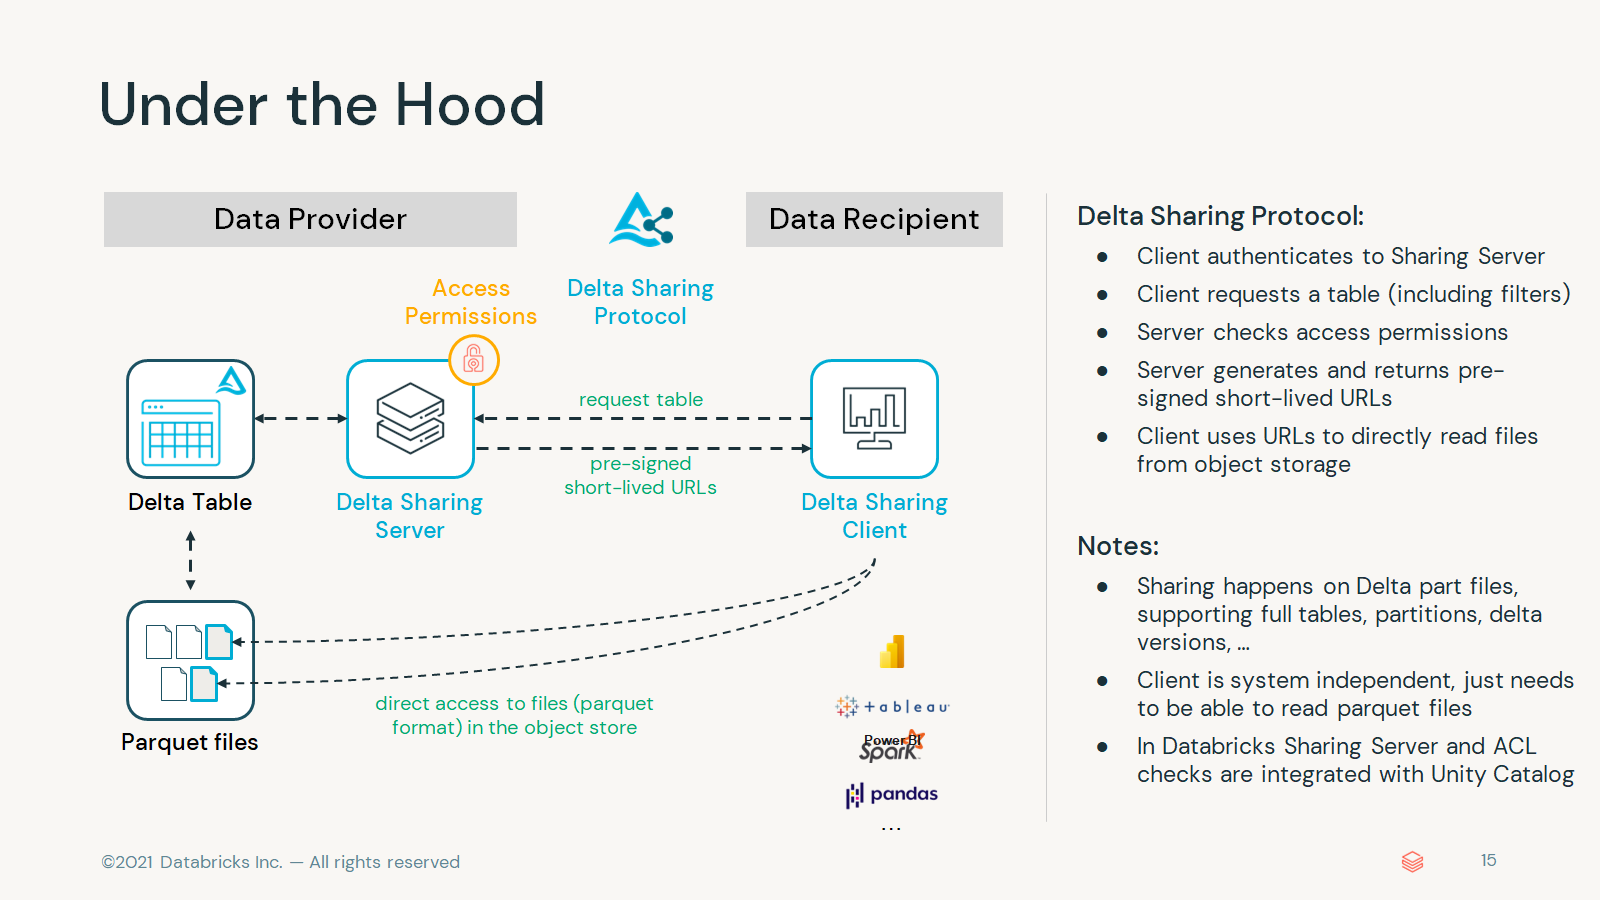 Under the Hood
Data Provider
Data Recipient
Access
Permissions
Delta Sharing
Protocol
request table
pre-signed
short-lived URLs
Delta Table
Delta Sharing
Server
Delta Sharing
Client
direct access to files (parquet
format) in the object store
Parquet files
+ableau
PowerBI
Spark
pandas
...
Delta Sharing Protocol:
● Client authenticates to Sharing Server
● Client requests a table (including filters)
● Server checks access permissions
● Server generates and returns pre-
signed short-lived URLs
● Client uses URLs to directly read files
from object storage
Notes:
● Sharing happens on Delta part files,
supporting full tables, partitions, delta
versions, ...
● Client is system independent, just needs
to be able to read parquet files
● In Databricks Sharing Server and ACL
checks are integrated with Unity Catalog
©2021 Databricks Inc. — All rights reserved
15